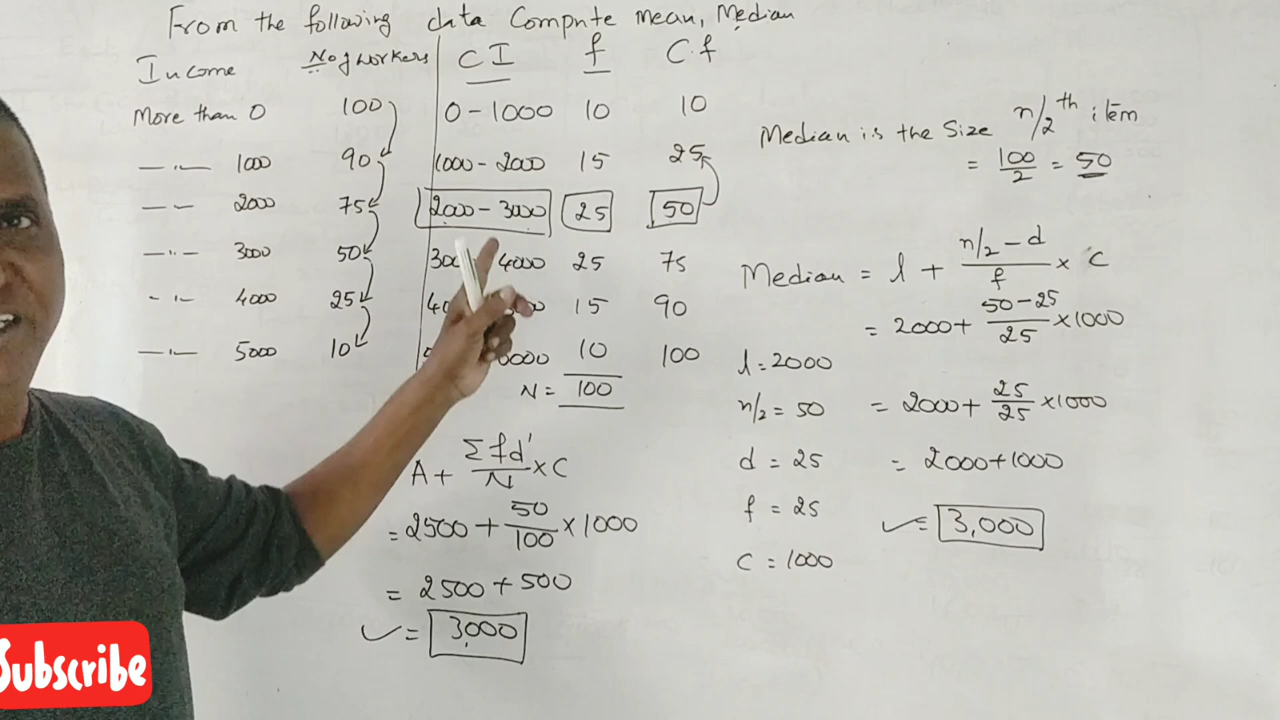 From the following data Compute mean, Median
Income No of workers CI f C.f
More than 0 100 0-1000 10 10
—"— 1000 90 1000-2000 15 25
—"— 2000 75 2000-3000 25 50
—"— 3000 50 4000 25 75
—"— 4000 25 15 90
—"— 5000 10 10 100
N = 100
A + Σfd'/N × C
= 2500 + 50/100 × 1000
= 2500 + 500
= 3,000
Median is the Size n/2 th item
= 100/2 = 50
Median = l + n/2 - d/f × C
= 2000 + 50-25/25 × 1000
l = 2000
n/2 = 50 = 2000 + 25/25 × 1000
d = 25 = 2000 + 1000
f = 25 = 3,000
C = 1000
Subscribe